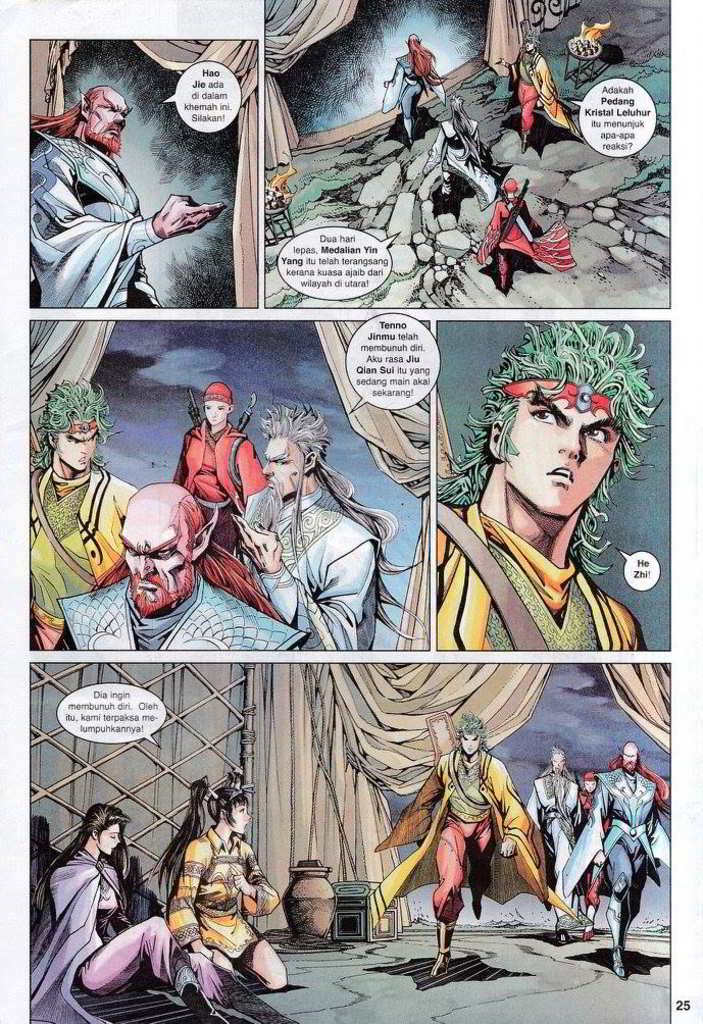 Hao
Jie ada
di dalam
khemah ini.
Silakan!
Adakah
Pedang
Kristal Leluhur
itu menunjuk
apa-apa
reaksi?
Dua hari
lepas, Medalian Yin
Yang itu telah terangsang
kerana kuasa ajaib dari
wilayah di utara!
Tenno
Jinmu telah
membunuh diri.
Aku rasa Jiu
Qian Sui itu yang
sedang main akal
sekarang!
He
Zhi!
Dia ingin
membunuh diri. Oleh
itu, kami terpaksa me-
lumpuhkannya!
25